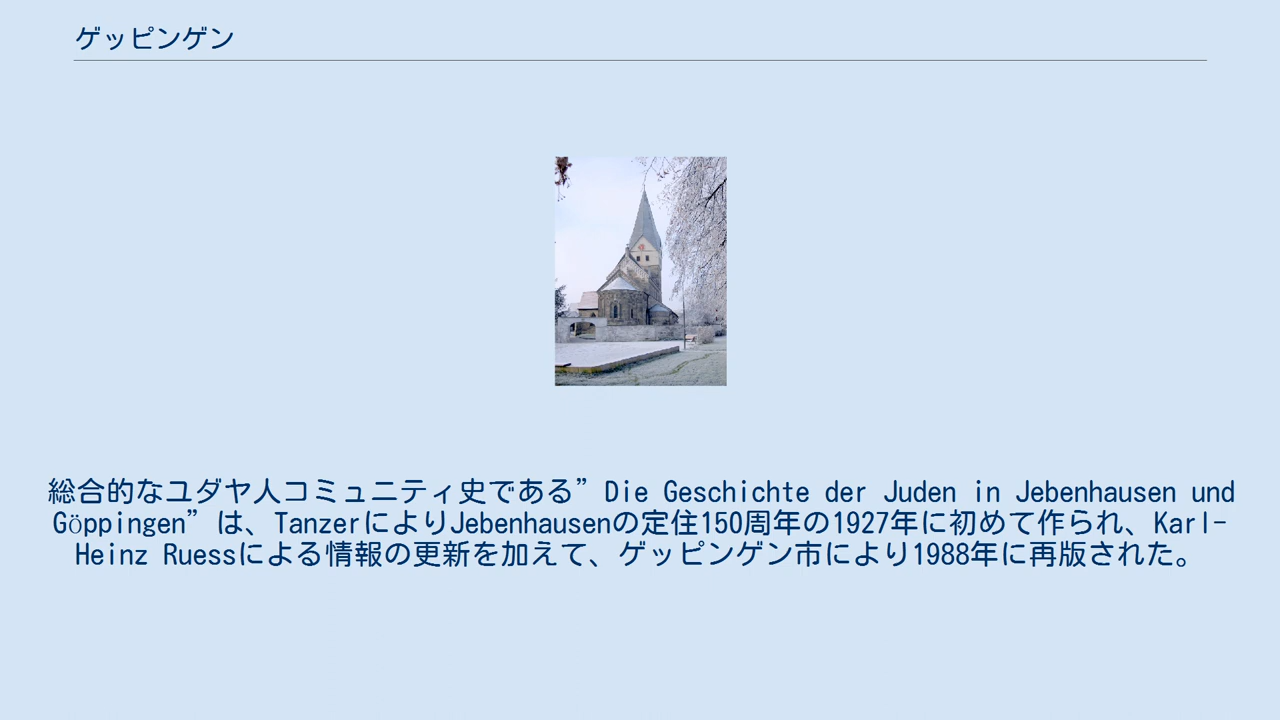 ゲッピンゲン
総合的なユダヤ人コミュニティ史である”Die Geschichte der Juden in Jebenhausen und
Göppingen”は、TanzerによりJebenhausenの定住150周年の1927年に初めて作られ、Karl-
Heinz Ruessによる情報の更新を加えて、ゲッピンゲン市により1988年に再版された。